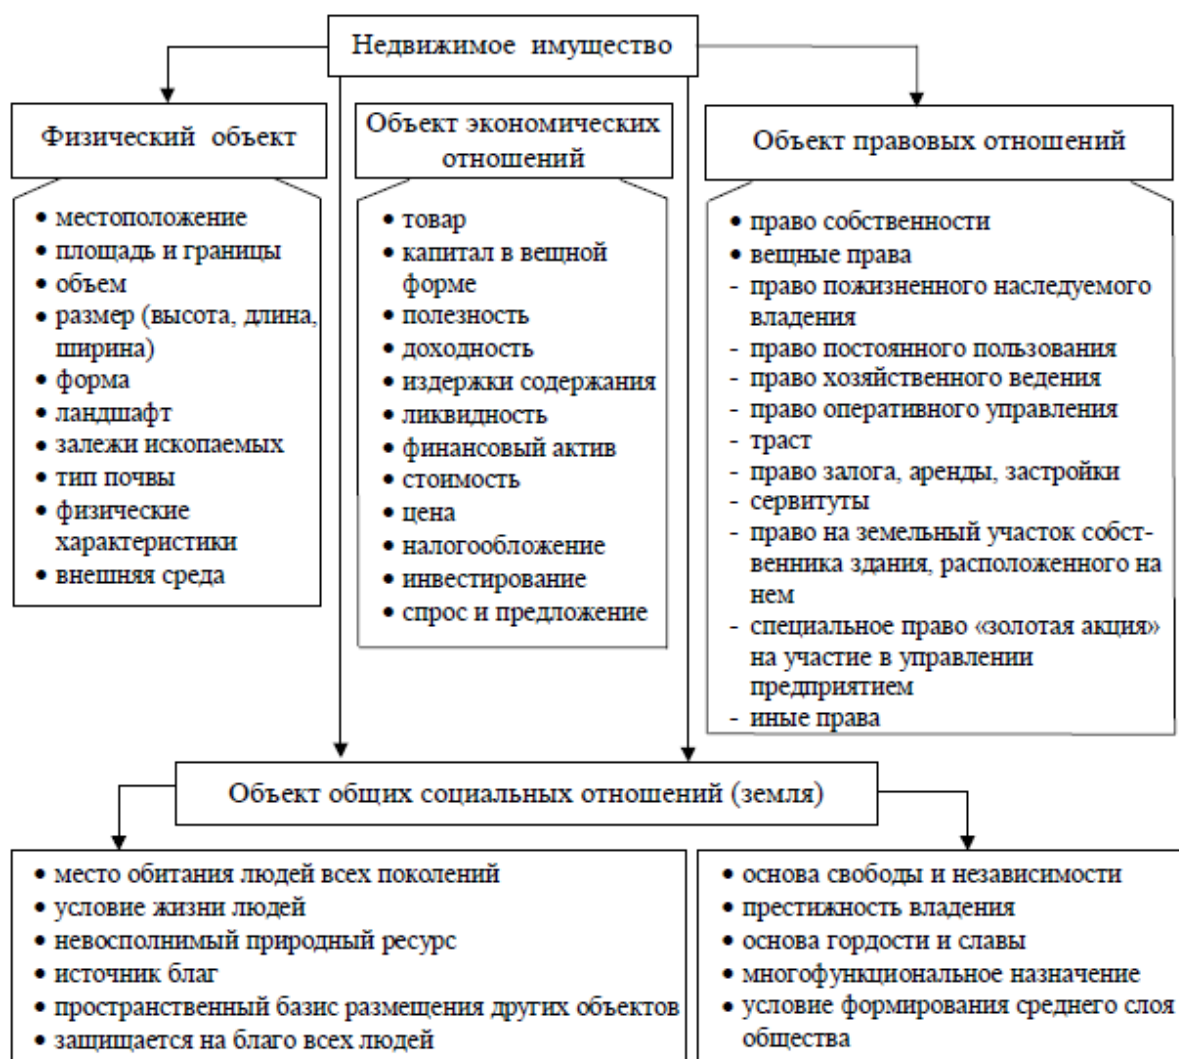 Недвижимое имущество
Физический объект
Объект экономических
отношений
Объект правовых отношений
• местоположение
• площадь и границы
• объем
• размер (высота, длина,
ширина)
• форма
• ландшафт
• залежи ископаемых
• тип почвы
• физические
характеристики
• внешняя среда
• товар
• капитал в вещной
форме
• полезность
• доходность
• издержки содержания
• ликвидность
• финансовый актив
• стоимость
• цена
• налогообложение
• инвестирование
• спрос и предложение
• право собственности
• вещные права
- право пожизненного наследуемого
владения
- право постоянного пользования
- право хозяйственного ведения
- право оперативного управления
- траст
- право залога, аренды, застройки
- сервитуты
- право на земельный участок собст-
венника здания, расположенного на
нем
- специальное право «золотая акция»
на участие в управлении
предприятием
- иные права
Объект общих социальных отношений (земля)
• место обитания людей всех поколений
• условие жизни людей
• невосполнимый природный ресурс
• источник благ
• пространственный базис размещения других объектов
• защищается на благо всех людей
• основа свободы и независимости
• престижность владения
• основа гордости и славы
• многофункциональное назначение
• условие формирования среднего слоя
общества